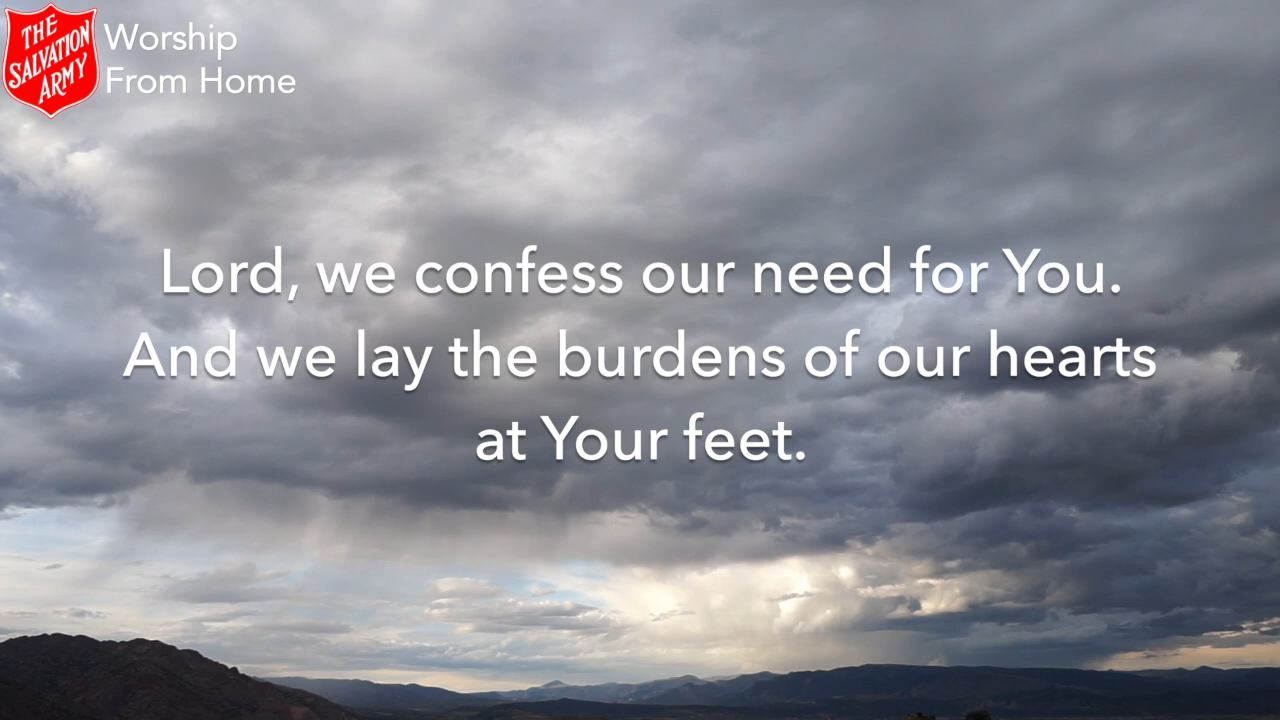 THE
SALVATION
ARMY
Worship
From Home
Lord, we confess our need for You.
And we lay the burdens of our hearts
at Your feet.